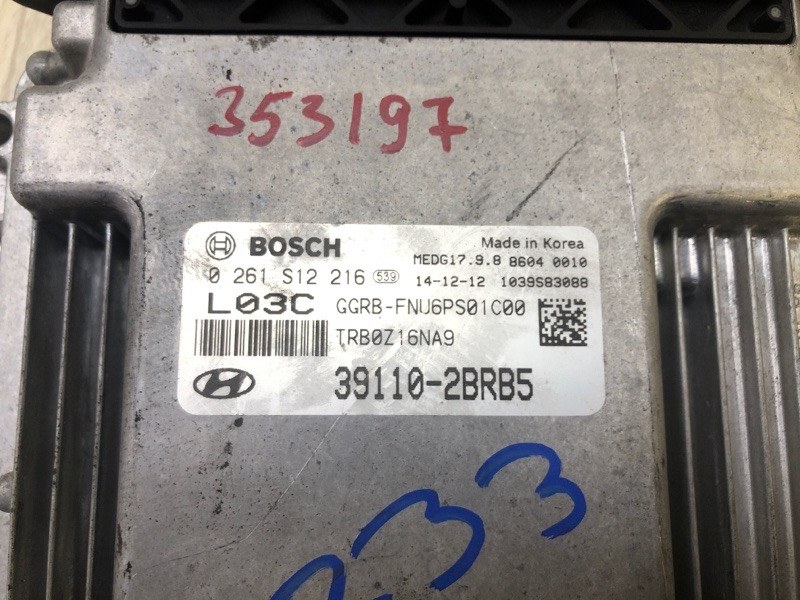 353197
BOSCH Made in Korea
0 261 S12 216 539 MEDG17.9.8 8604 0010
14-12-12 1039S83088
L03C GGRB-FNU6PS01C00
TRB0Z16NA9
39110-2BRB5
33